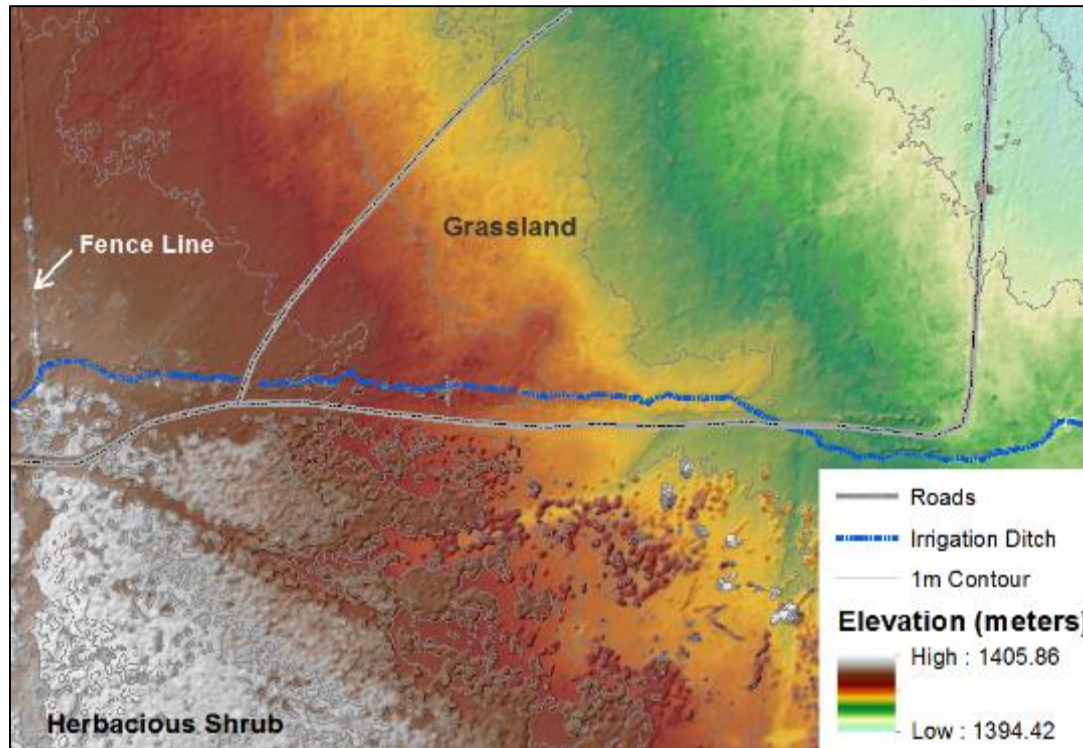 Grassland
Fence Line
Roads
Irrigation Ditch
1m Contour
Elevation (meters)
High : 1405.86
Low : 1394.42
Herbacious Shrub